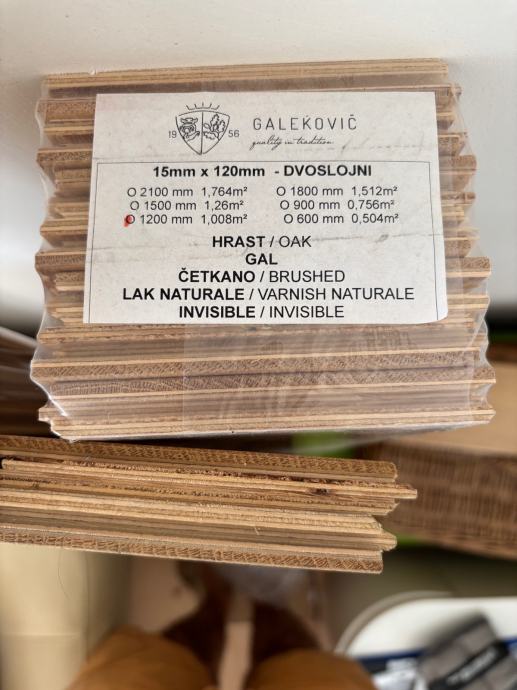 19 56
GALEKOVIČ
quality in tradition
15mm x 120mm - DVOSLOJNI
O 2100 mm 1,764m² O 1800 mm 1,512m²
O 1500 mm 1,26m² O 900 mm 0,756m²
O 1200 mm 1,008m² O 600 mm 0,504m²
HRAST / OAK
GAL
ČETKANO / BRUSHED
LAK NATURALE / VARNISH NATURALE
INVISIBLE / INVISIBLE